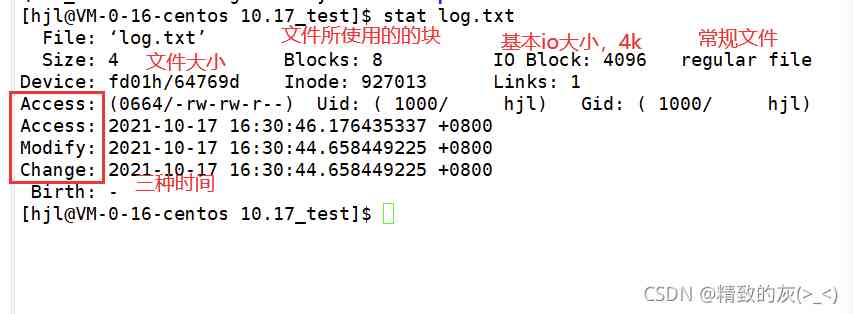 [hjl@VM-0-16-centos 10.17_test]$ stat log.txt
File: ‘log.txt’ 文件所使用的的块 基本io大小，4k 常规文件
Size: 4 文件大小 Blocks: 8 IO Block: 4096 regular file
Device: fd01h/64769d Inode: 927013 Links: 1
Access: (0664/-rw-rw-r--) Uid: ( 1000/ hjl) Gid: ( 1000/ hjl)
Access: 2021-10-17 16:30:46.176435337 +0800
Modify: 2021-10-17 16:30:44.658449225 +0800
Change: 2021-10-17 16:30:44.658449225 +0800
Birth: - 三种时间
[hjl@VM-0-16-centos 10.17_test]$
CSDN @精致的灰(>_<)